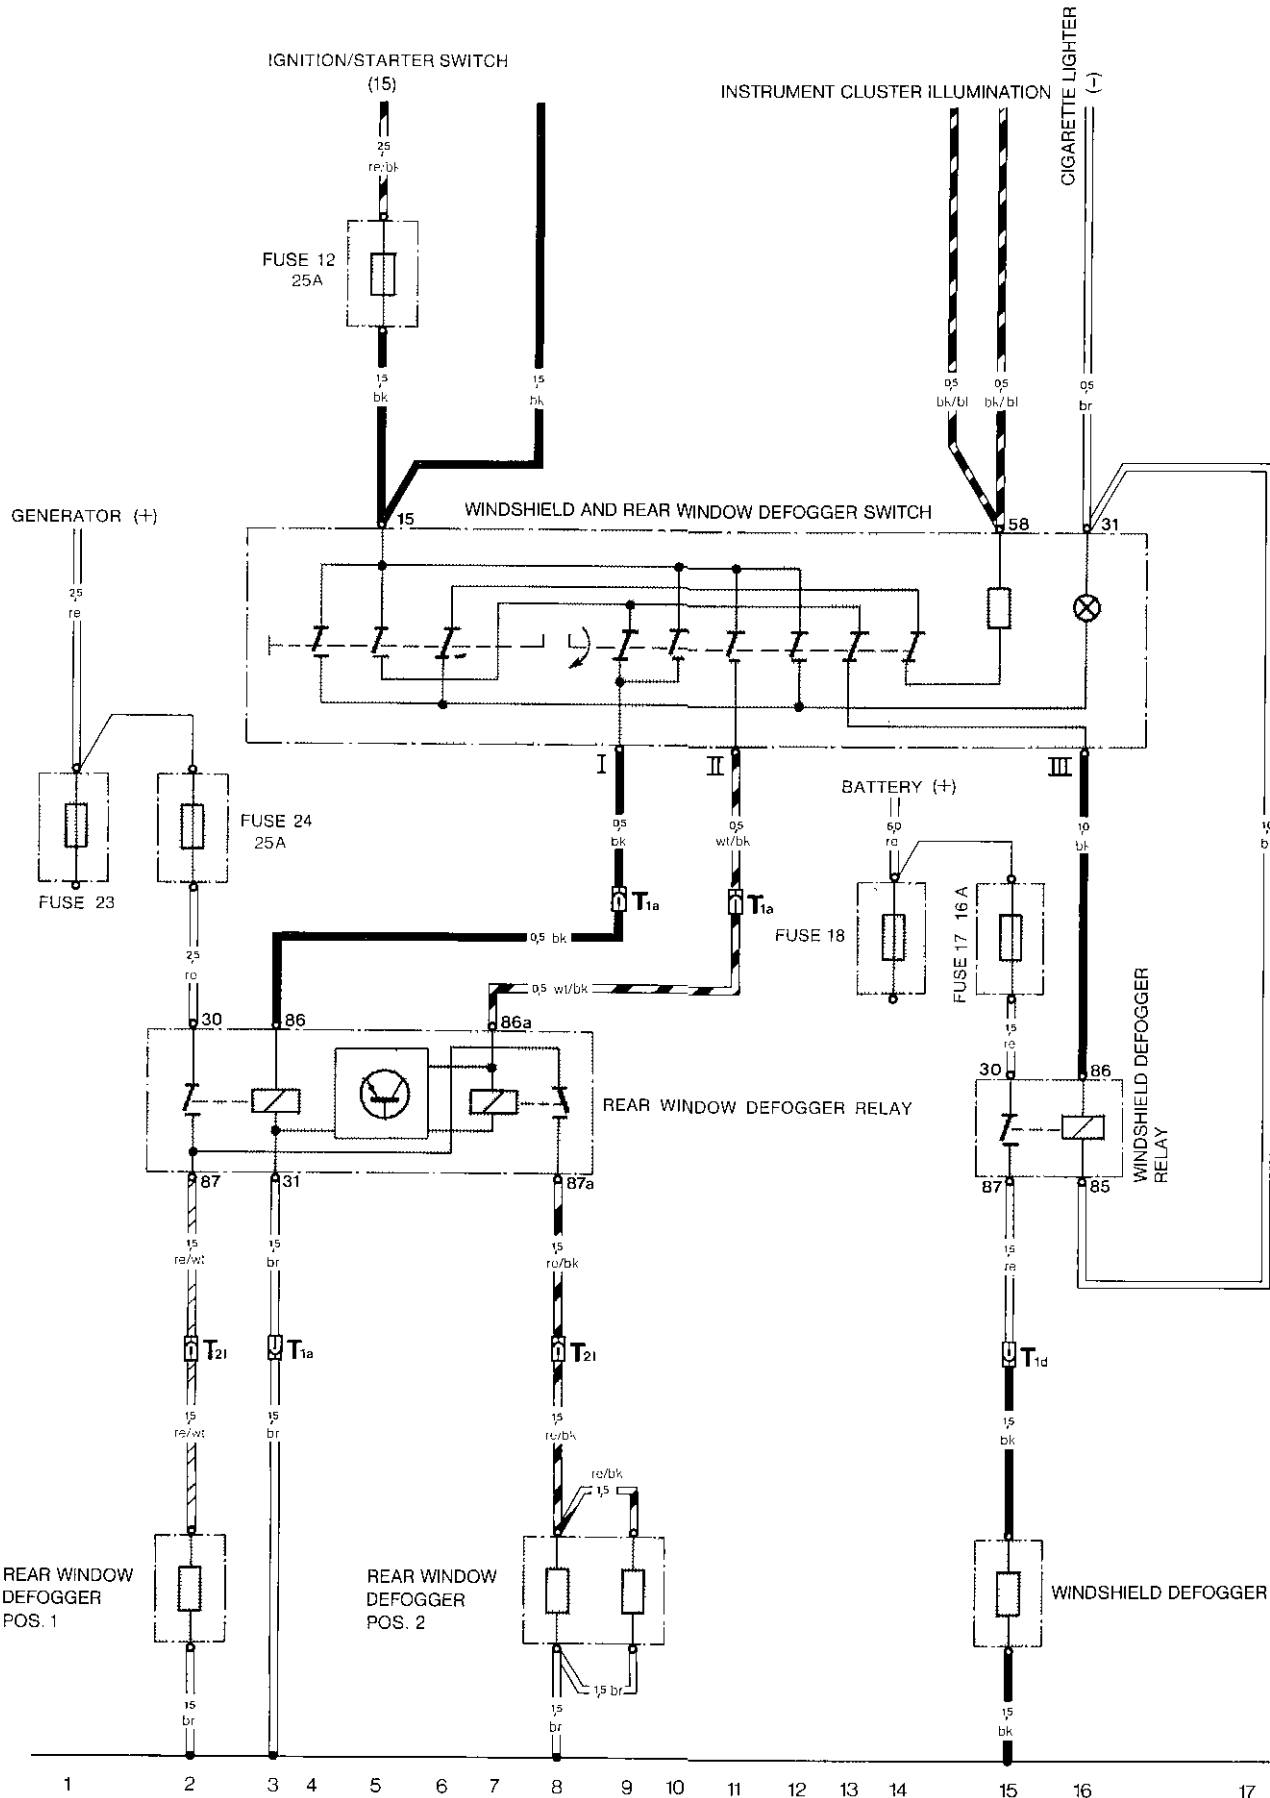 IGNITION/STARTER SWITCH
(15)
INSTRUMENT CLUSTER ILLUMINATION
CIGARETTE LIGHTER
(-)
2,5
re/bk
FUSE 12
25A
1,5
bk
1,5
bk
0,5
bk/bl
0,5
bk/bl
0,5
br
GENERATOR (+)
15
WINDSHIELD AND REAR WINDOW DEFOGGER SWITCH
58
31
2,5
re
I
II
III
BATTERY (+)
FUSE 24
25A
0,5
bk
0,5
wt/bk
6,0
re
1,0
bk
FUSE 23
T1a
T1a
FUSE 18
FUSE 17 16 A
0,5 bk
2,5
re
0,5 wt/bk
1,5
re
WINDSHIELD DEFOGGER
RELAY
30
86
86a
30
86
REAR WINDOW DEFOGGER RELAY
87
31
87a
87
85
1,5
re/wt
1,5
br
1,5
re/bk
1,5
re
T2l
T1a
T2l
T1d
1,5
re/wt
1,5
br
1,5
re/bk
1,5
bk
re/bk
1,5
REAR WINDOW
DEFOGGER
POS. 1
REAR WINDOW
DEFOGGER
POS. 2
WINDSHIELD DEFOGGER
1,5 br
1,5
br
1,5
br
1,5
bk
1 2 3 4 5 6 7 8 9 10 11 12 13 14 15 16 17